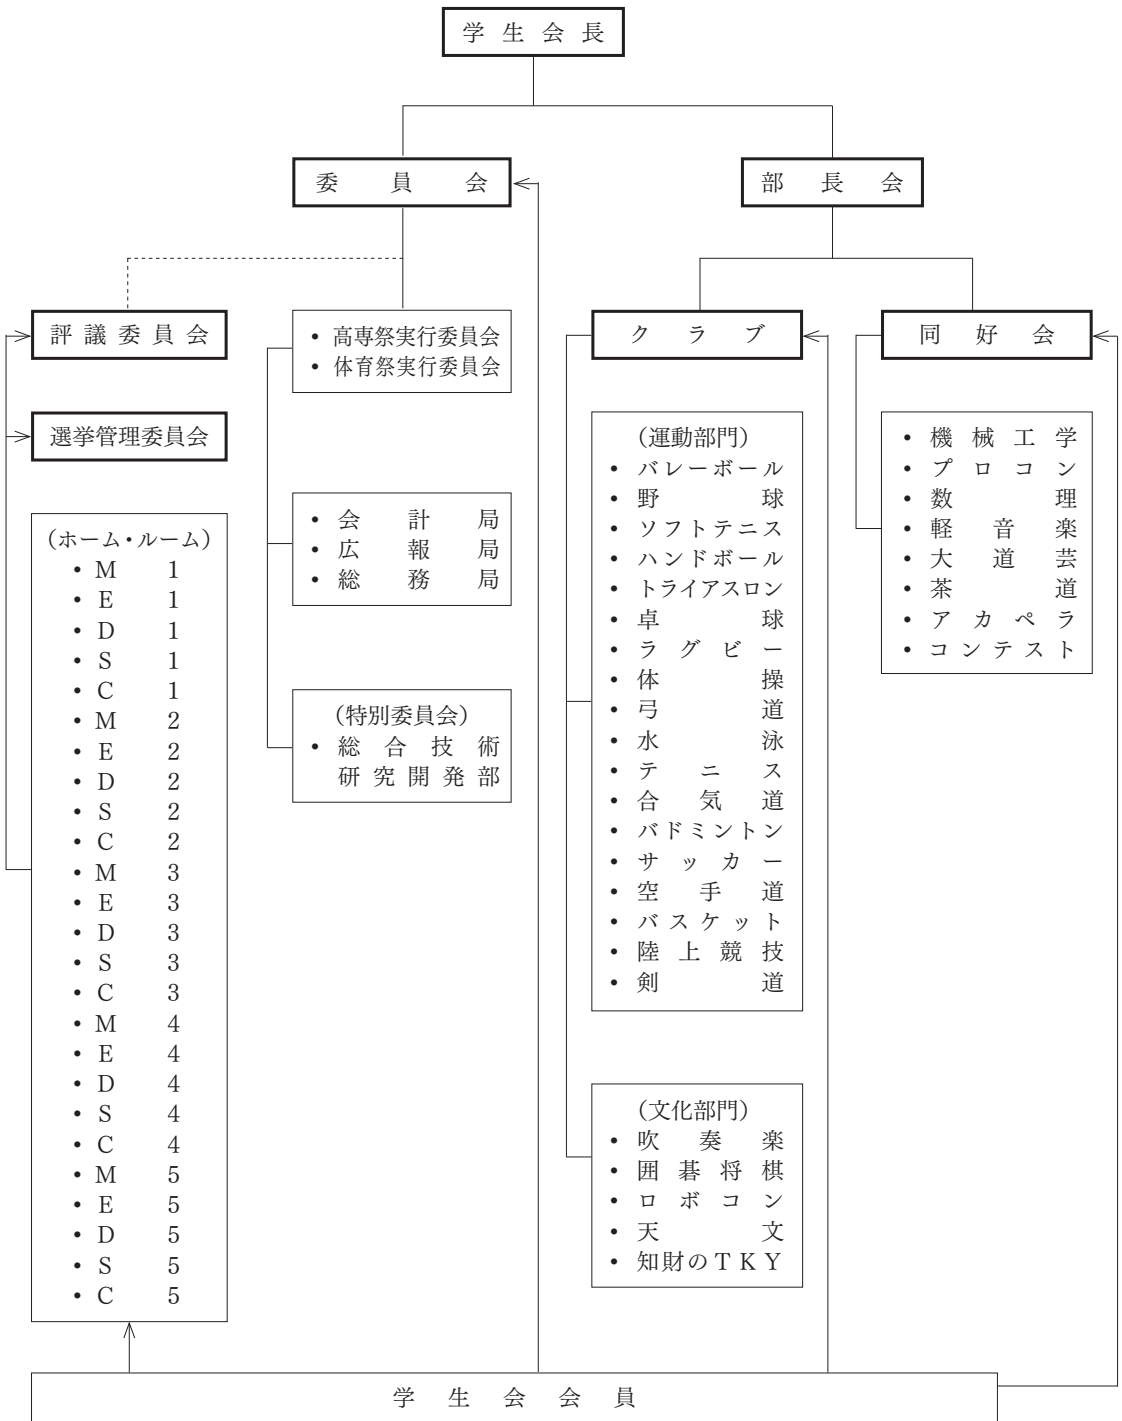 学生会長
委員会
部長会
評議委員会
選挙管理委員会
(ホーム・ルーム)
• M 1
• E 1
• D 1
• S 1
• C 1
• M 2
• E 2
• D 2
• S 2
• C 2
• M 3
• E 3
• D 3
• S 3
• C 3
• M 4
• E 4
• D 4
• S 4
• C 4
• M 5
• E 5
• D 5
• S 5
• C 5
• 高専祭実行委員会
• 体育祭実行委員会
• 会計局
• 広報局
• 総務局
(特別委員会)
• 総合技術
研究開発部
クラブ
(運動部門)
• バレーボール
• 野球
• ソフトテニス
• ハンドボール
• トライアスロン
• 卓球
• ラグビー
• 体操
• 弓道
• 水泳
• テニス
• 合気道
• バドミントン
• サッカー
• 空手道
• バスケット
• 陸上競技
• 剣道
(文化部門)
• 吹奏楽
• 囲碁将棋
• ロボコン
• 天文
• 知財のTKY
同好会
• 機械工学
• プロコン
• 数理
• 軽音楽
• 大道芸
• 茶道
• アカペラ
• コンテスト
学生会会員